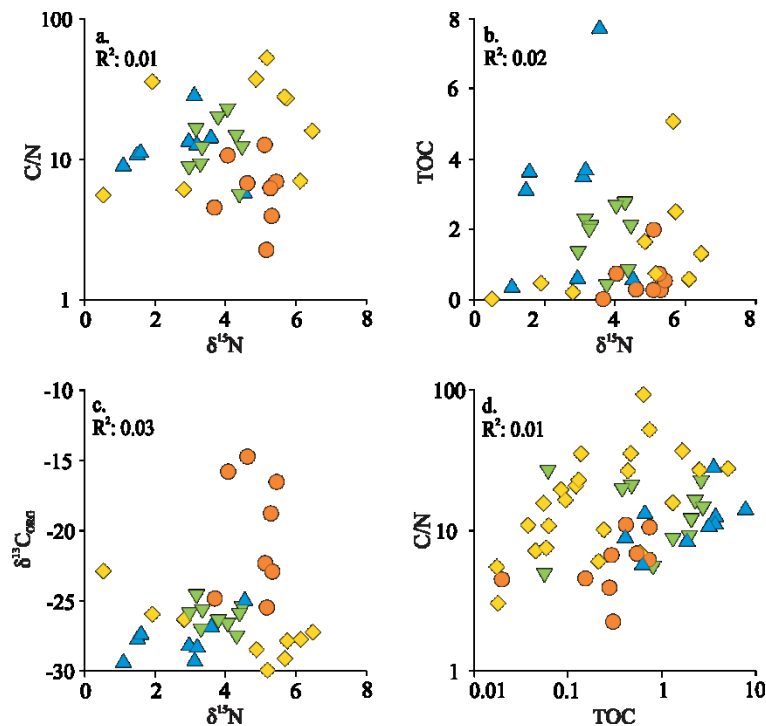 a.
R²: 0.01
100
10
1
C/N
0 2 4 6 8
δ¹⁵N
b.
R²: 0.02
8
6
4
2
0
TOC
0 2 4 6 8
δ¹⁵N
c.
R²: 0.03
-10
-15
-20
-25
-30
δ¹³C_ORG
0 2 4 6 8
δ¹⁵N
d.
R²: 0.01
100
10
1
C/N
0.01 0.1 1 10
TOC